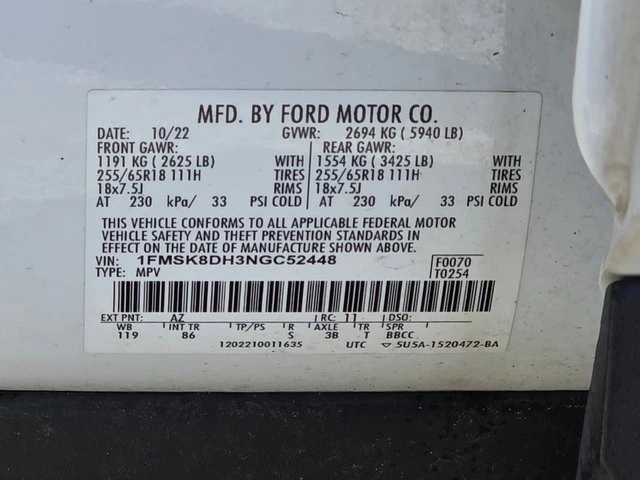 MFD. BY FORD MOTOR CO.
DATE: 10/22 GVWR: 2694 KG ( 5940 LB)
FRONT GAWR: REAR GAWR:
1191 KG ( 2625 LB) WITH 1554 KG ( 3425 LB) WITH
255/65R18 111H TIRES 255/65R18 111H TIRES
18x7.5J RIMS 18x7.5J RIMS
AT 230 kPa/ 33 PSI COLD AT 230 kPa/ 33 PSI COLD
THIS VEHICLE CONFORMS TO ALL APPLICABLE FEDERAL MOTOR
VEHICLE SAFETY AND THEFT PREVENTION STANDARDS IN
EFFECT ON THE DATE OF MANUFACTURE SHOWN ABOVE.
VIN: 1FMSK8DH3NGC52448 F0070
TYPE: MPV T0254
EXT PNT: AZ RC: 11 DSO:
WB INT TR TP/PS R AXLE TR SPR
119 86 S 3B T BBCC
1202210011635 UTC 5U5A-1520472-BA